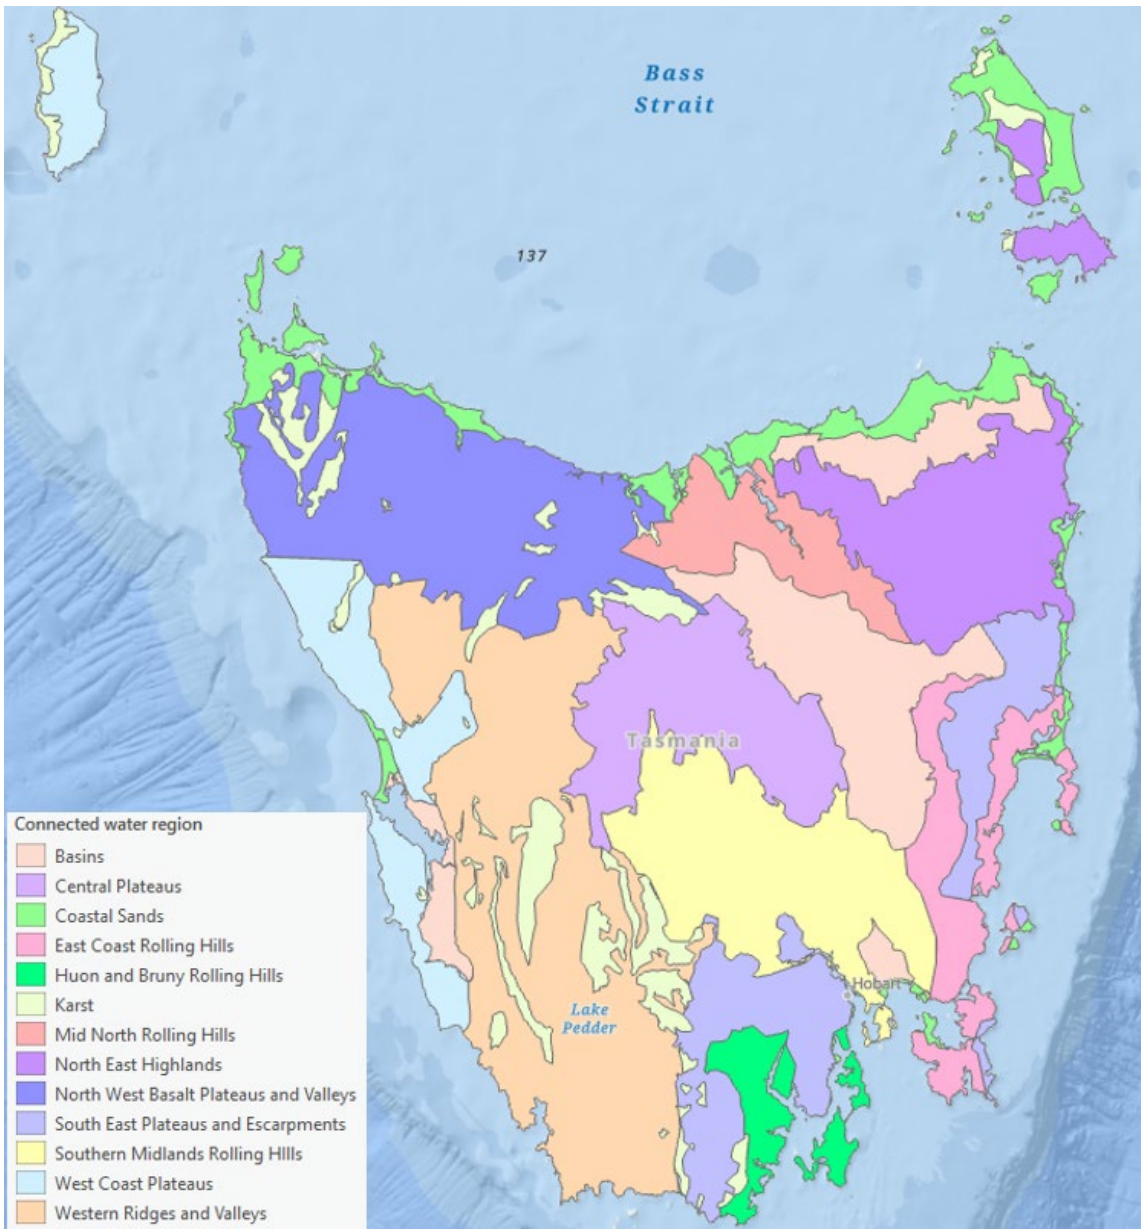 Bass
Strait
137
Tasmania
Hobart
Lake
Pedder
Connected water region
Basins
Central Plateaus
Coastal Sands
East Coast Rolling Hills
Huon and Bruny Rolling Hills
Karst
Mid North Rolling Hills
North East Highlands
North West Basalt Plateaus and Valleys
South East Plateaus and Escarpments
Southern Midlands Rolling HIlls
West Coast Plateaus
Western Ridges and Valleys